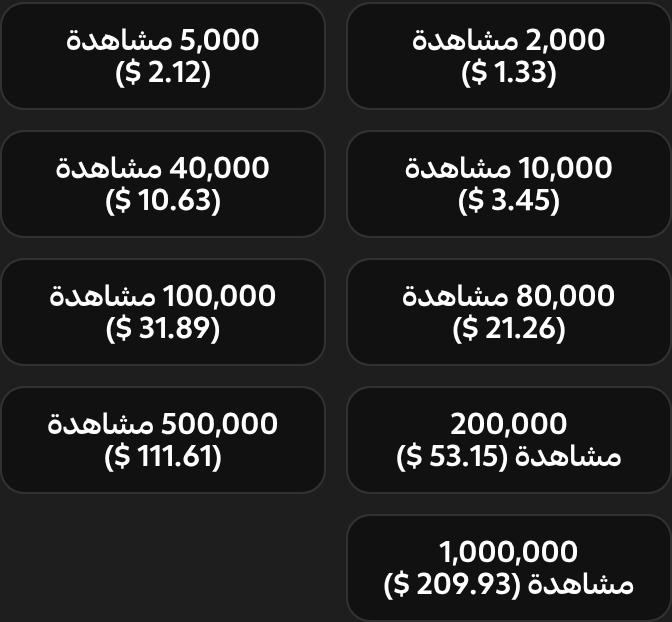 2,000 مشاهدة
($ 1.33)
5,000 مشاهدة
($ 2.12)
10,000 مشاهدة
($ 3.45)
40,000 مشاهدة
($ 10.63)
80,000 مشاهدة
($ 21.26)
100,000 مشاهدة
($ 31.89)
200,000
مشاهدة ($ 53.15)
500,000 مشاهدة
($ 111.61)
1,000,000
مشاهدة ($ 209.93)